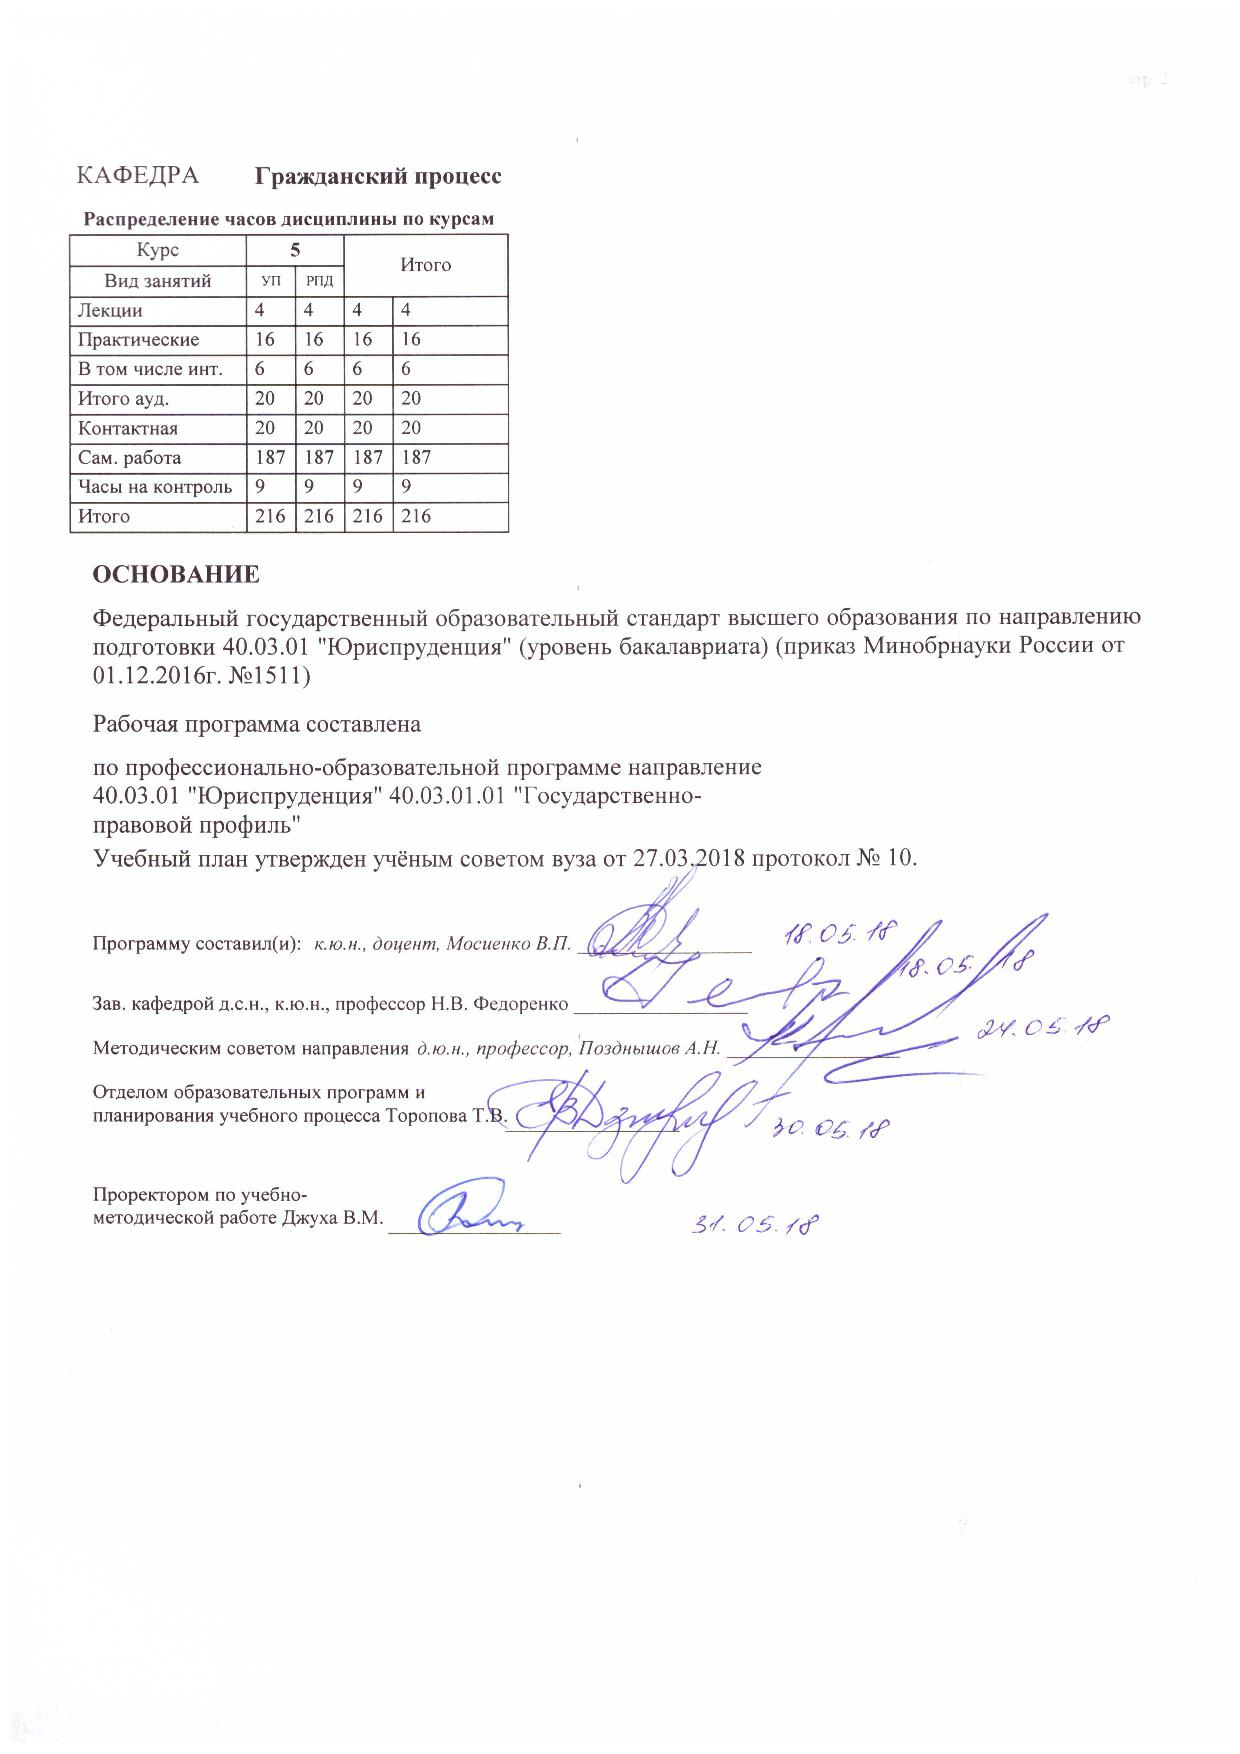 стр. 2
КАФЕДРА Гражданский процесс
Распределение часов дисциплины по курсам
Курс 5 Итого
Вид занятий УП РПД
Лекции 4 4 4 4
Практические 16 16 16 16
В том числе инт. 6 6 6 6
Итого ауд. 20 20 20 20
Контактная 20 20 20 20
Сам. работа 187 187 187 187
Часы на контроль 9 9 9 9
Итого 216 216 216 216
ОСНОВАНИЕ
Федеральный государственный образовательный стандарт высшего образования по направлению
подготовки 40.03.01 "Юриспруденция" (уровень бакалавриата) (приказ Минобрнауки России от
01.12.2016г. №1511)
Рабочая программа составлена
по профессионально-образовательной программе направление
40.03.01 "Юриспруденция" 40.03.01.01 "Государственно-
правовой профиль"
Учебный план утвержден учёным советом вуза от 27.03.2018 протокол № 10.
Программу составил(и): к.ю.н., доцент, Мосиенко В.П. 18.05.18
18.05.18
Зав. кафедрой д.с.н., к.ю.н., профессор Н.В. Федоренко
24.05.18
Методическим советом направления д.ю.н., профессор, Позднышов А.Н.
Отделом образовательных программ и
планирования учебного процесса Торопова Т.В. 30.05.18
Проректором по учебно-
методической работе Джуха В.М. 31.05.18